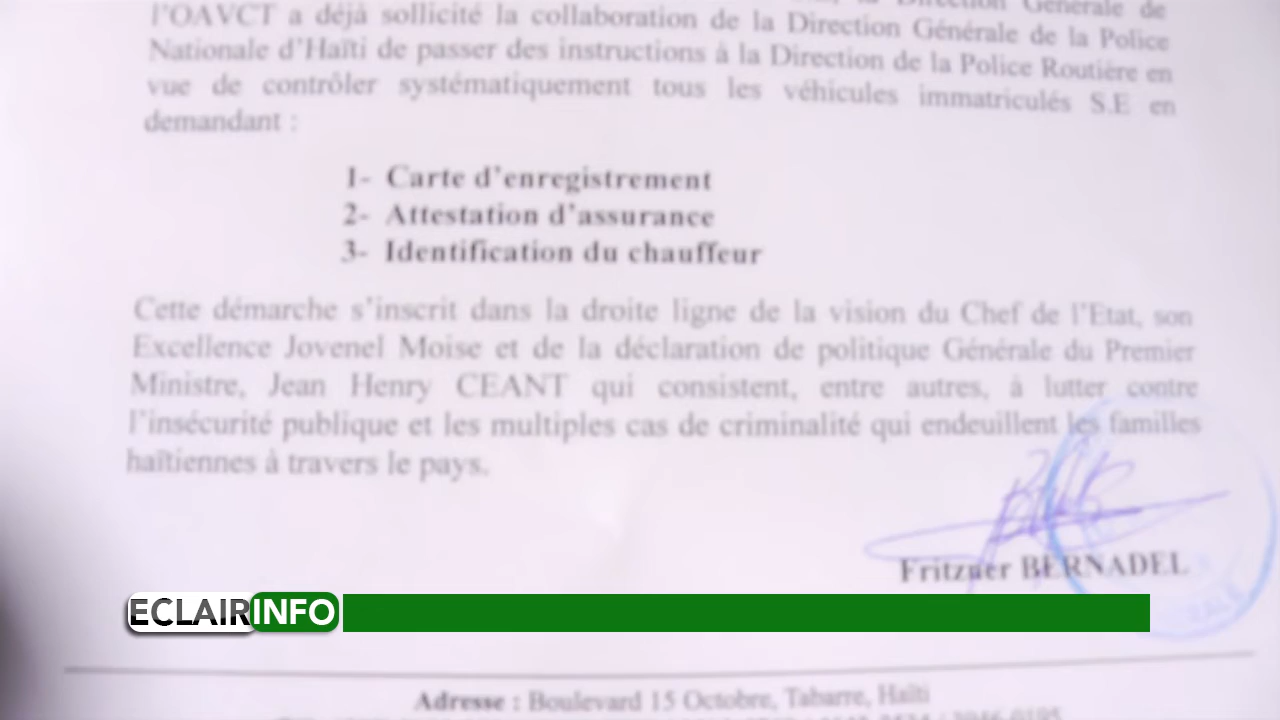 Direction Générale de
l'OAVCT a déjà sollicité la collaboration de la Direction Générale de la Police
Nationale d'Haïti de passer des instructions à la Direction de la Police Routière en
vue de contrôler systématiquement tous les véhicules immatriculés S.E en
demandant :
1- Carte d'enregistrement
2- Attestation d'assurance
3- Identification du chauffeur
Cette démarche s'inscrit dans la droite ligne de la vision du Chef de l'Etat, son
Excellence Jovenel Moise et de la déclaration de politique Générale du Premier
Ministre, Jean Henry CEANT qui consistent, entre autres, à lutter contre
l'insécurité publique et les multiples cas de criminalité qui endeuillent les familles
haïtiennes à travers le pays.
Fritzner BERNADEL
ECLAIRINFO
Adresse : Boulevard 15 Octobre, Tabarre, Haïti